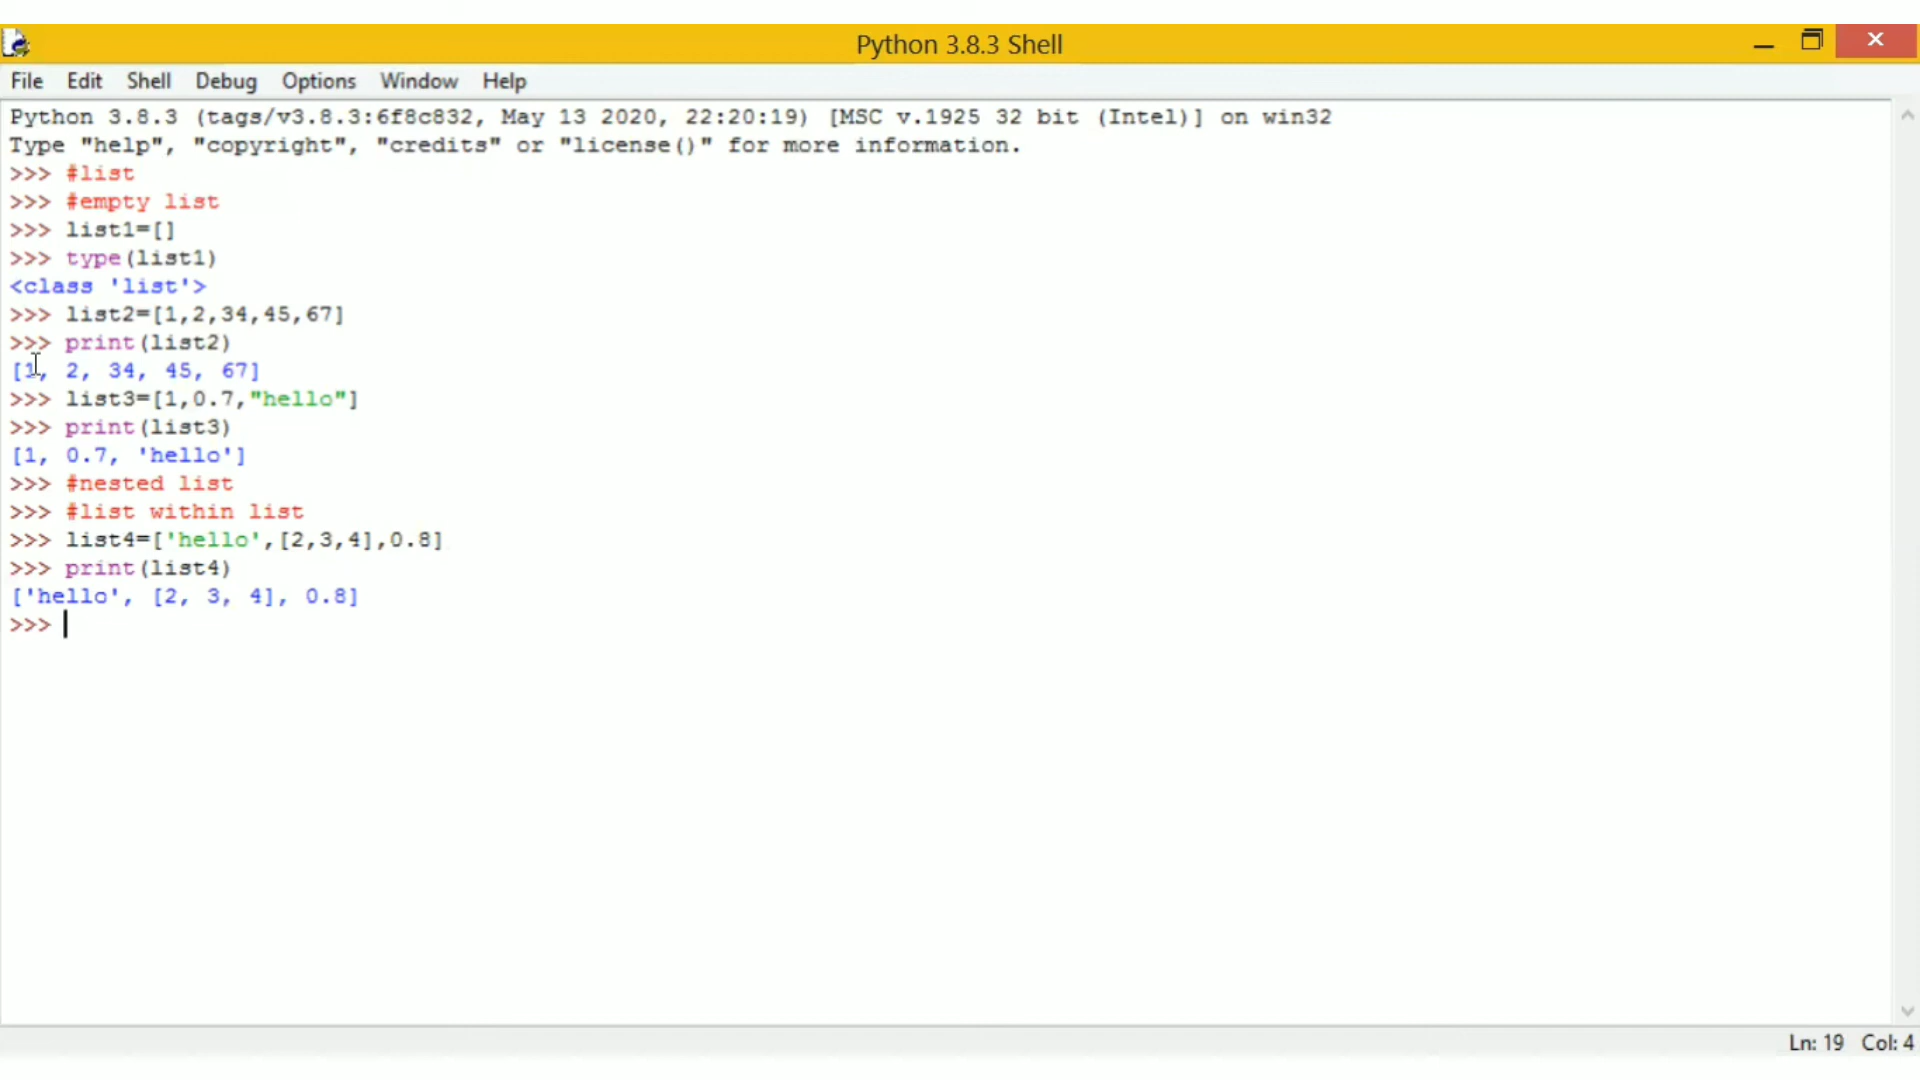 Python 3.8.3 Shell
File Edit Shell Debug Options Window Help
Python 3.8.3 (tags/v3.8.3:6f8c832, May 13 2020, 22:20:19) [MSC v.1925 32 bit (Intel)] on win32
Type "help", "copyright", "credits" or "license()" for more information.
>>> #list
>>> #empty list
>>> list1=[]
>>> type(list1)
<class 'list'>
>>> list2=[1,2,34,45,67]
>>> print(list2)
[1, 2, 34, 45, 67]
>>> list3=[1,0.7,"hello"]
>>> print(list3)
[1, 0.7, 'hello']
>>> #nested list
>>> #list within list
>>> list4=['hello',[2,3,4],0.8]
>>> print(list4)
['hello', [2, 3, 4], 0.8]
>>>
Ln: 19 Col: 4